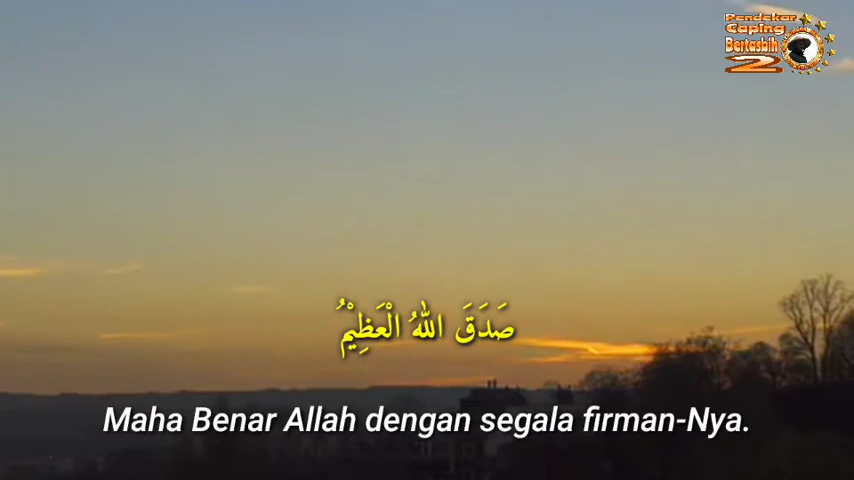 Pendekar
Caping
Bertasbih
2
صَدَقَ اللهُ الْعَظِيْمُ
Maha Benar Allah dengan segala firman-Nya.